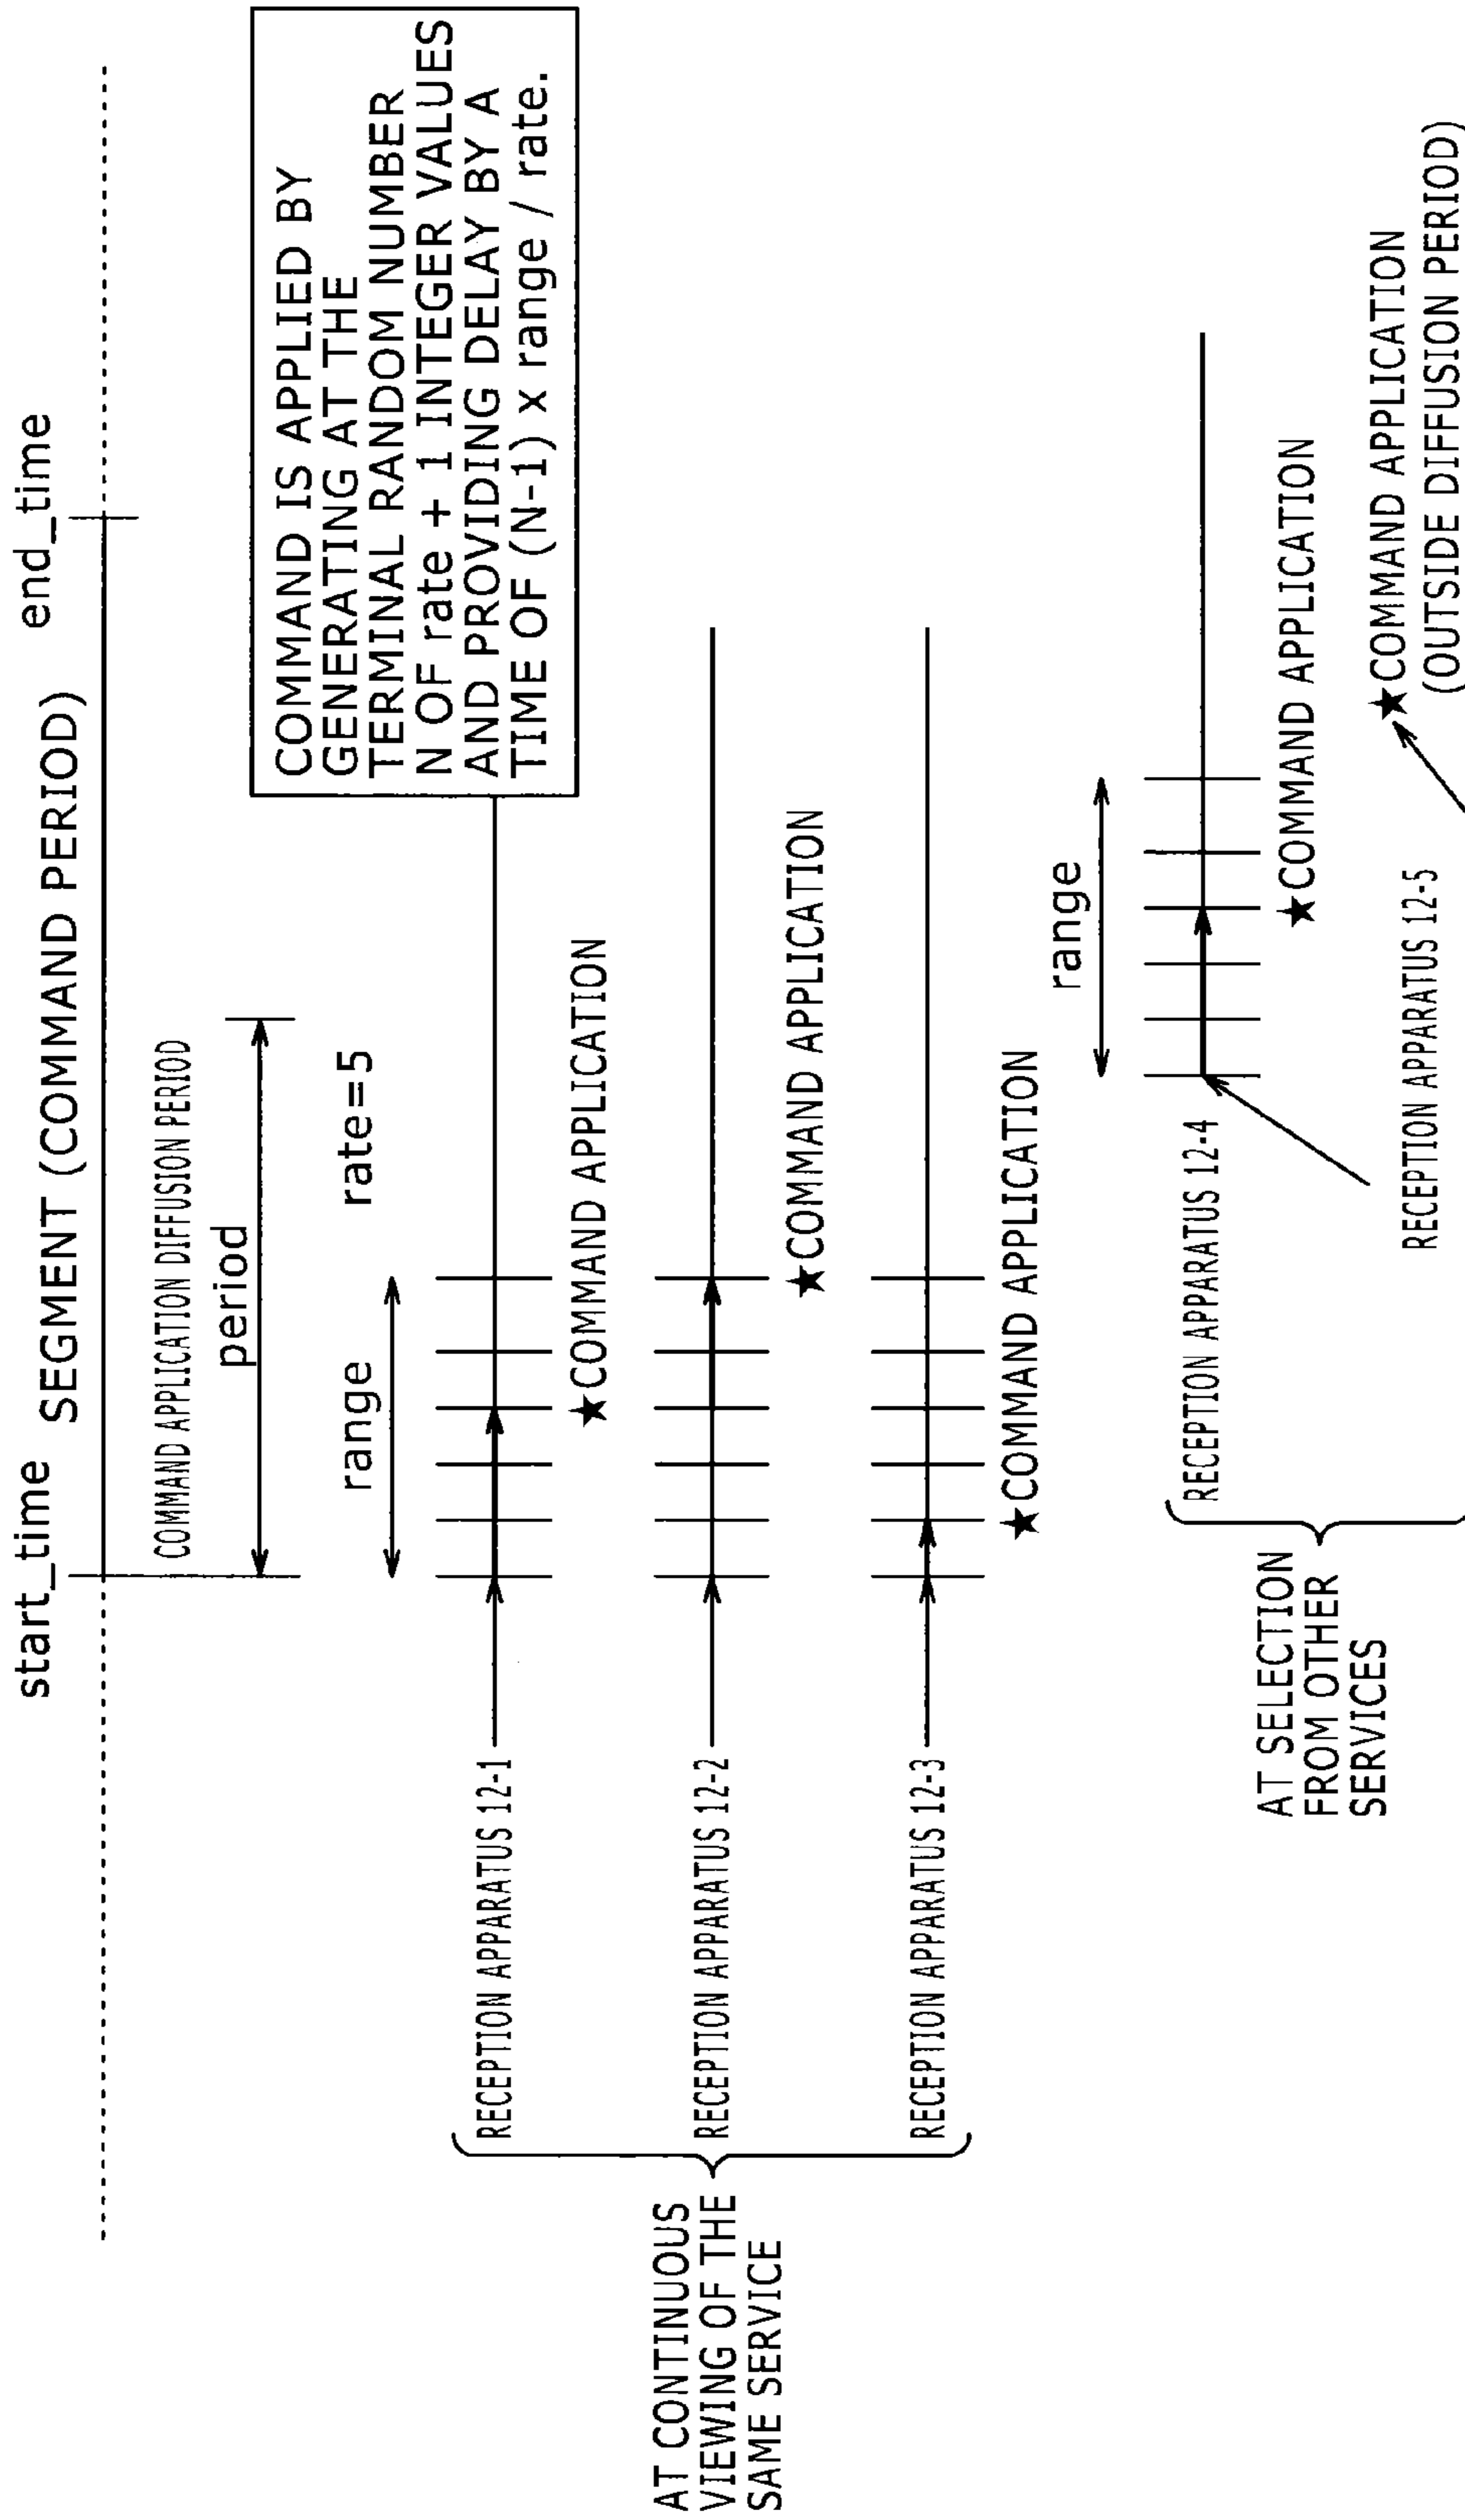 start_time
end_time
SEGMENT (COMMAND PERIOD)
COMMAND APPLICATION DIFFUSION PERIOD
period
COMMAND IS APPLIED BY
GENERATING AT THE
TERMINAL RANDOM NUMBER
N OF rate + 1 INTEGER VALUES
AND PROVIDING DELAY BY A
TIME OF (N-1) x range / rate.
range
rate=5
AT CONTINUOUS
VIEWING OF THE
SAME SERVICE
RECEPTION APPARATUS 12-1
★COMMAND APPLICATION
RECEPTION APPARATUS 12-2
★COMMAND APPLICATION
RECEPTION APPARATUS 12-3
★COMMAND APPLICATION
range
AT SELECTION
FROM OTHER
SERVICES
RECEPTION APPARATUS 12-4
★COMMAND APPLICATION
RECEPTION APPARATUS 12-5
★COMMAND APPLICATION
(OUTSIDE DIFFUSION PERIOD)